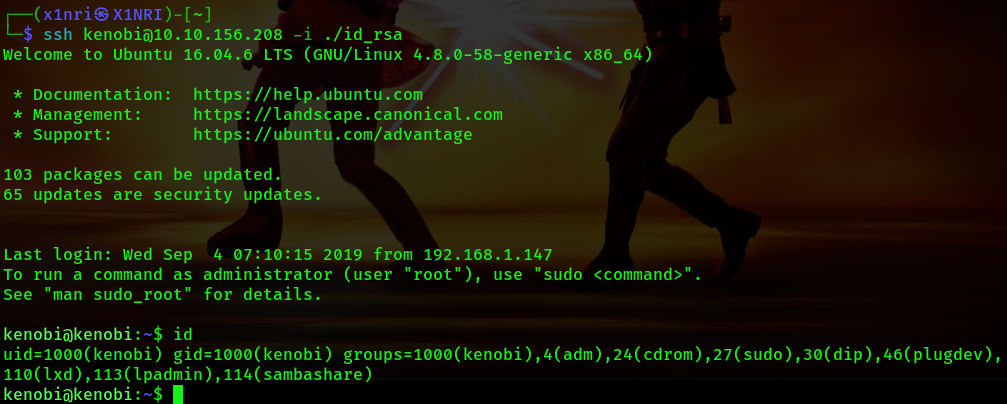 ┌──(x1nri㉿X1NRI)-[~]
└─$ ssh kenobi@10.10.156.208 -i ./id_rsa
Welcome to Ubuntu 16.04.6 LTS (GNU/Linux 4.8.0-58-generic x86_64)
* Documentation:  https://help.ubuntu.com
* Management:     https://landscape.canonical.com
* Support:        https://ubuntu.com/advantage
103 packages can be updated.
65 updates are security updates.
Last login: Wed Sep  4 07:10:15 2019 from 192.168.1.147
To run a command as administrator (user "root"), use "sudo <command>".
See "man sudo_root" for details.
kenobi@kenobi:~$ id
uid=1000(kenobi) gid=1000(kenobi) groups=1000(kenobi),4(adm),24(cdrom),27(sudo),30(dip),46(plugdev),
110(lxd),113(lpadmin),114(sambashare)
kenobi@kenobi:~$